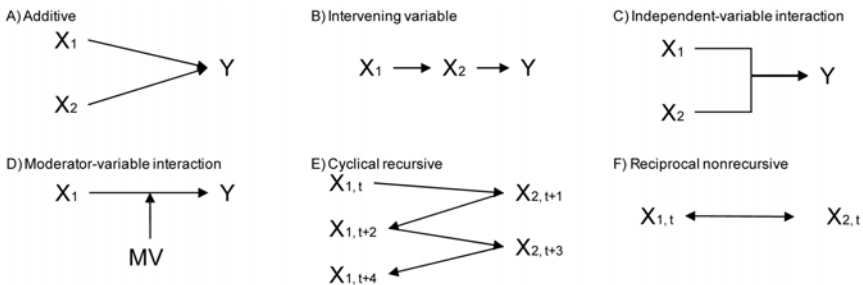 A) Additive
X1
Y
X2
B) Intervening variable
X1 X2 Y
C) Independent-variable interaction
X1
Y
X2
D) Moderator-variable interaction
X1 Y
MV
E) Cyclical recursive
X1, t
X2, t+1
X1, t+2
X2, t+3
X1, t+4
F) Reciprocal nonrecursive
X1, t X2, t